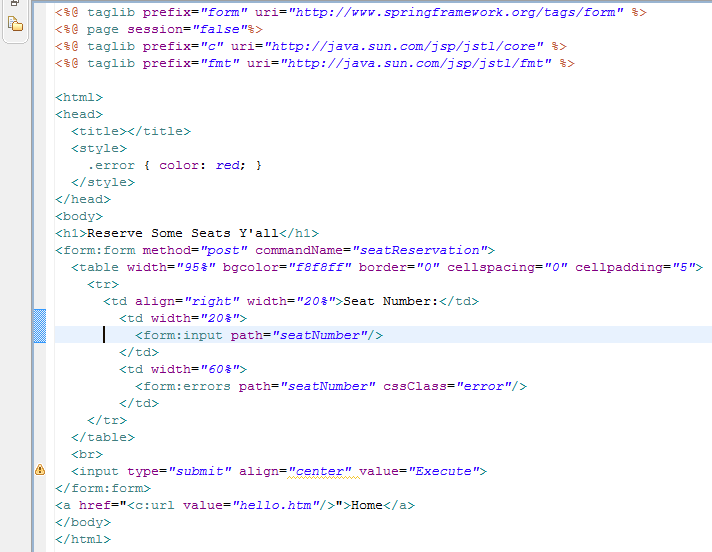 <%@ taglib prefix="form" uri="http://www.springframework.org/tags/form" %>
<%@ page session="false"%>
<%@ taglib prefix="c" uri="http://java.sun.com/jsp/jstl/core" %>
<%@ taglib prefix="fmt" uri="http://java.sun.com/jsp/jstl/fmt" %>

<html>
<head>
  <title></title>
  <style>
    .error { color: red; }
  </style>
</head>
<body>
<h1>Reserve Some Seats Y'all</h1>
<form:form method="post" commandName="seatReservation">
  <table width="95%" bgcolor="f8f8ff" border="0" cellspacing="0" cellpadding="5">
    <tr>
      <td align="right" width="20%">Seat Number:</td>
        <td width="20%">
          <form:input path="seatNumber"/>
        </td>
        <td width="60%">
          <form:errors path="seatNumber" cssClass="error"/>
        </td>
    </tr>
  </table>
  <br>
  <input type="submit" align="center" value="Execute">
</form:form>
<a href="<c:url value="hello.htm"/>">Home</a>
</body>
</html>